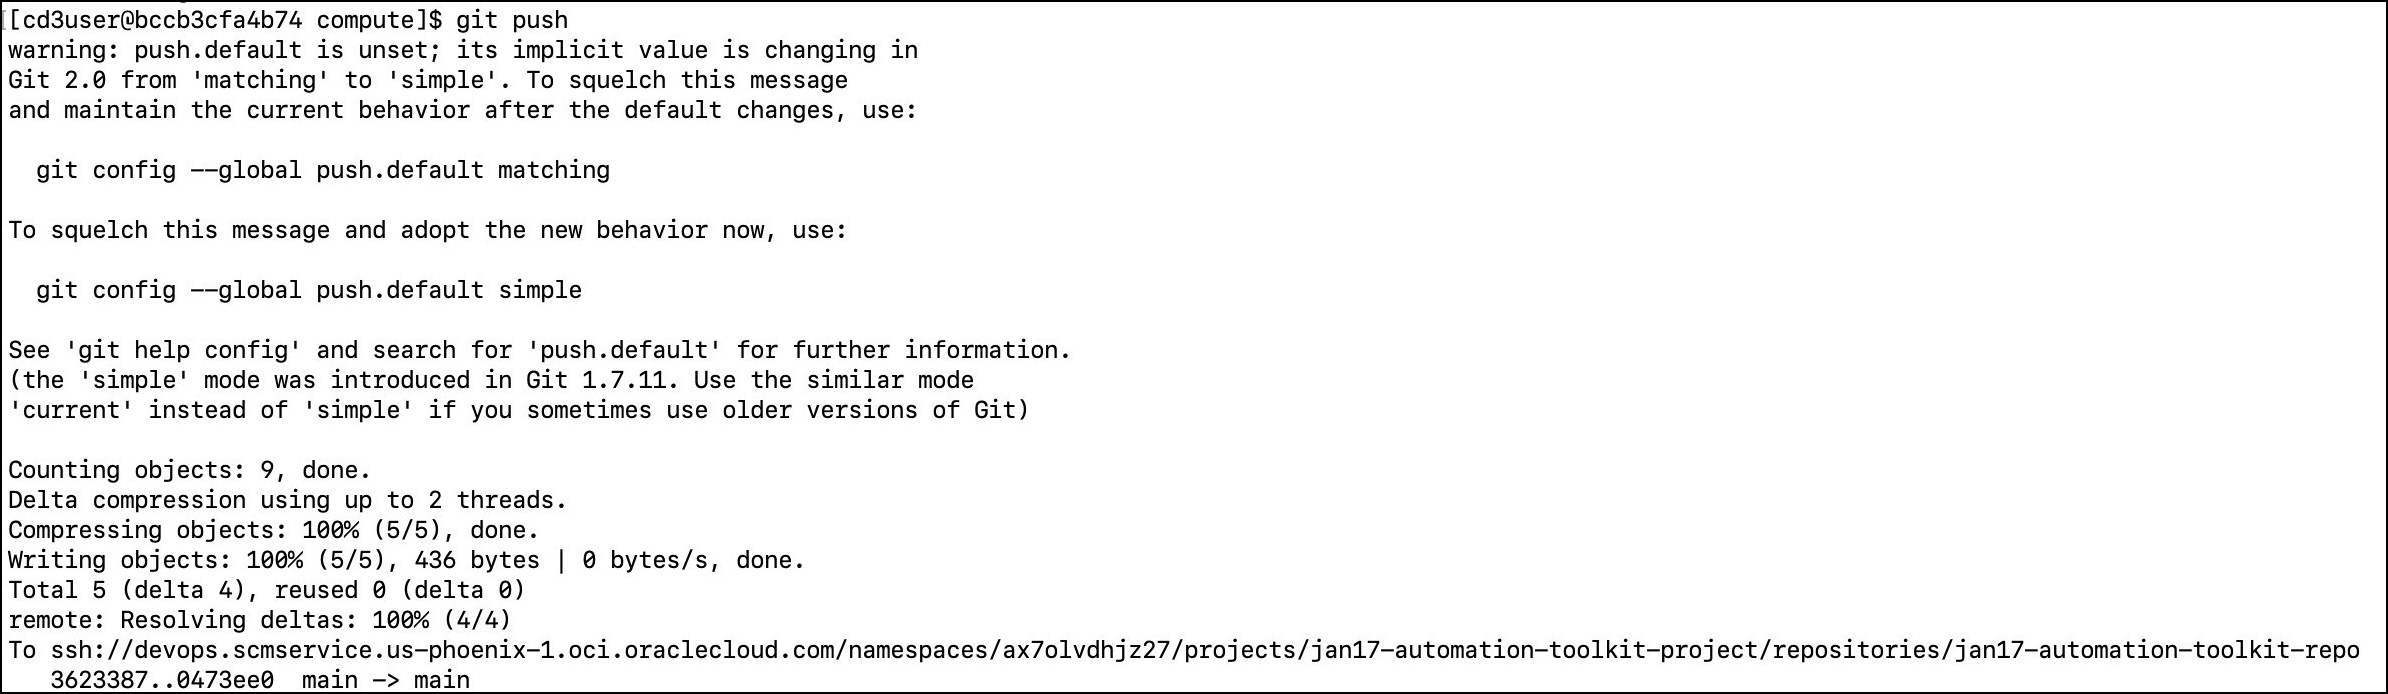 [[cd3user@bccb3cfa4b74 compute]$ git push
warning: push.default is unset; its implicit value is changing in
Git 2.0 from 'matching' to 'simple'. To squelch this message
and maintain the current behavior after the default changes, use:

  git config --global push.default matching

To squelch this message and adopt the new behavior now, use:

  git config --global push.default simple

See 'git help config' and search for 'push.default' for further information.
(the 'simple' mode was introduced in Git 1.7.11. Use the similar mode
'current' instead of 'simple' if you sometimes use older versions of Git)

Counting objects: 9, done.
Delta compression using up to 2 threads.
Compressing objects: 100% (5/5), done.
Writing objects: 100% (5/5), 436 bytes | 0 bytes/s, done.
Total 5 (delta 4), reused 0 (delta 0)
remote: Resolving deltas: 100% (4/4)
To ssh://devops.scmservice.us-phoenix-1.oci.oraclecloud.com/namespaces/ax7olvdhjz27/projects/jan17-automation-toolkit-project/repositories/jan17-automation-toolkit-repo
   3623387..0473ee0  main -> main